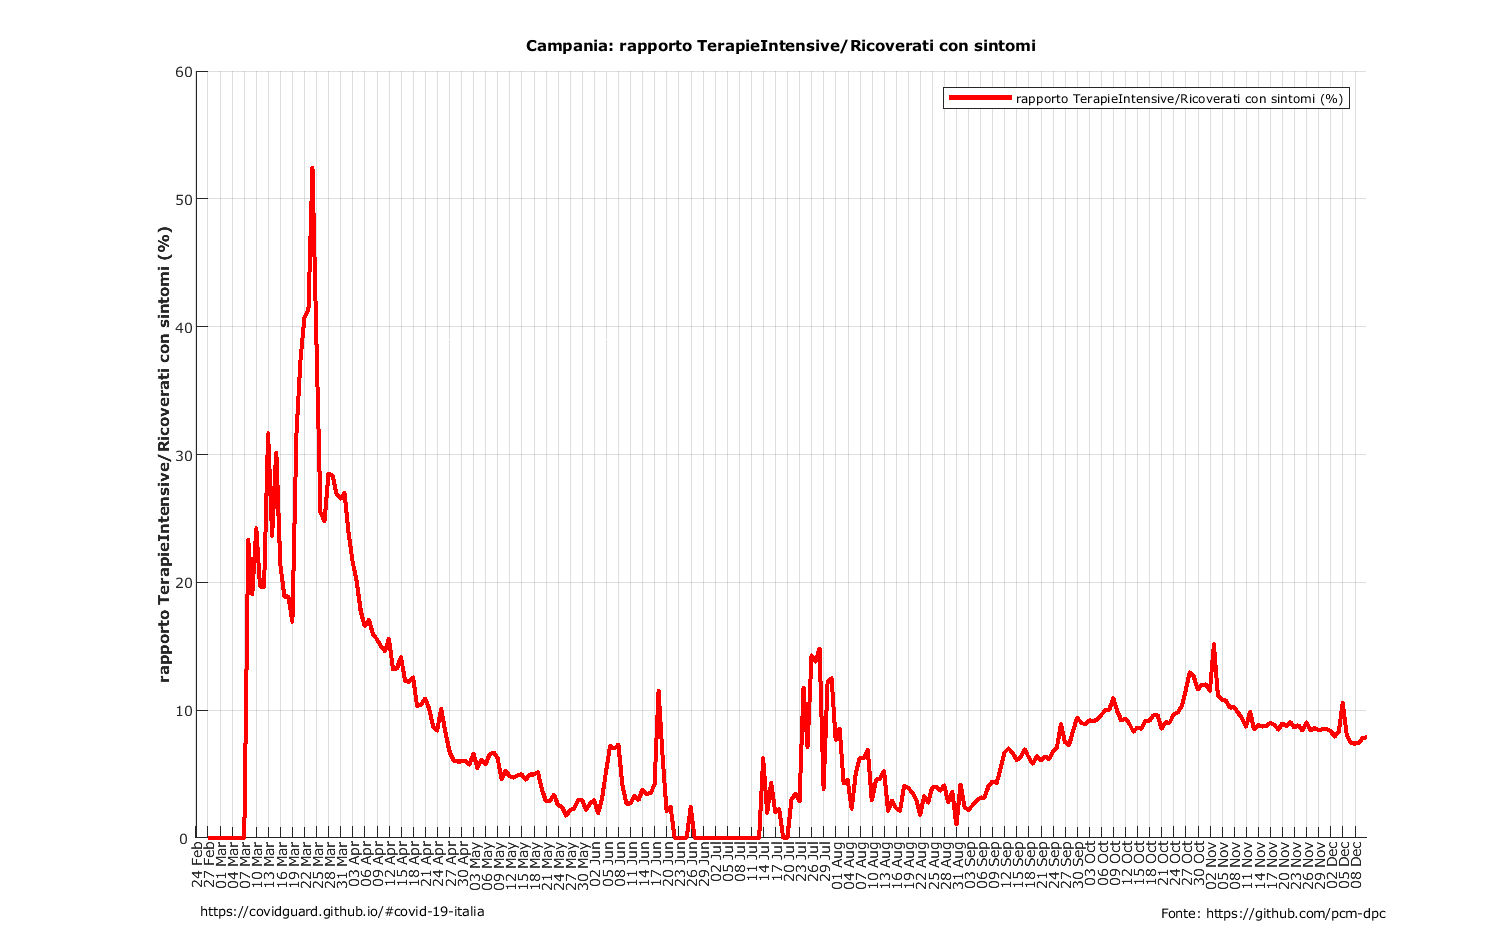 Campania: rapporto TerapieIntensive/Ricoverati con sintomi
rapporto TerapieIntensive/Ricoverati con sintomi (%)
rapporto TerapieIntensive/Ricoverati con sintomi (%)
60
50
40
30
20
10
0
24 Feb
27 Feb
01 Mar
04 Mar
07 Mar
10 Mar
13 Mar
16 Mar
19 Mar
22 Mar
25 Mar
28 Mar
31 Mar
03 Apr
06 Apr
09 Apr
12 Apr
15 Apr
18 Apr
21 Apr
24 Apr
27 Apr
30 Apr
03 May
06 May
09 May
12 May
15 May
18 May
21 May
24 May
27 May
30 May
02 Jun
05 Jun
08 Jun
11 Jun
14 Jun
17 Jun
20 Jun
23 Jun
26 Jun
29 Jun
02 Jul
05 Jul
08 Jul
11 Jul
14 Jul
17 Jul
20 Jul
23 Jul
26 Jul
29 Jul
01 Aug
04 Aug
07 Aug
10 Aug
13 Aug
16 Aug
19 Aug
22 Aug
25 Aug
28 Aug
31 Aug
03 Sep
06 Sep
09 Sep
12 Sep
15 Sep
18 Sep
21 Sep
24 Sep
27 Sep
30 Sep
03 Oct
06 Oct
09 Oct
12 Oct
15 Oct
18 Oct
21 Oct
24 Oct
27 Oct
30 Oct
02 Nov
05 Nov
08 Nov
11 Nov
14 Nov
17 Nov
20 Nov
23 Nov
26 Nov
29 Nov
02 Dec
05 Dec
08 Dec
https://covidguard.github.io/#covid-19-italia
Fonte: https://github.com/pcm-dpc